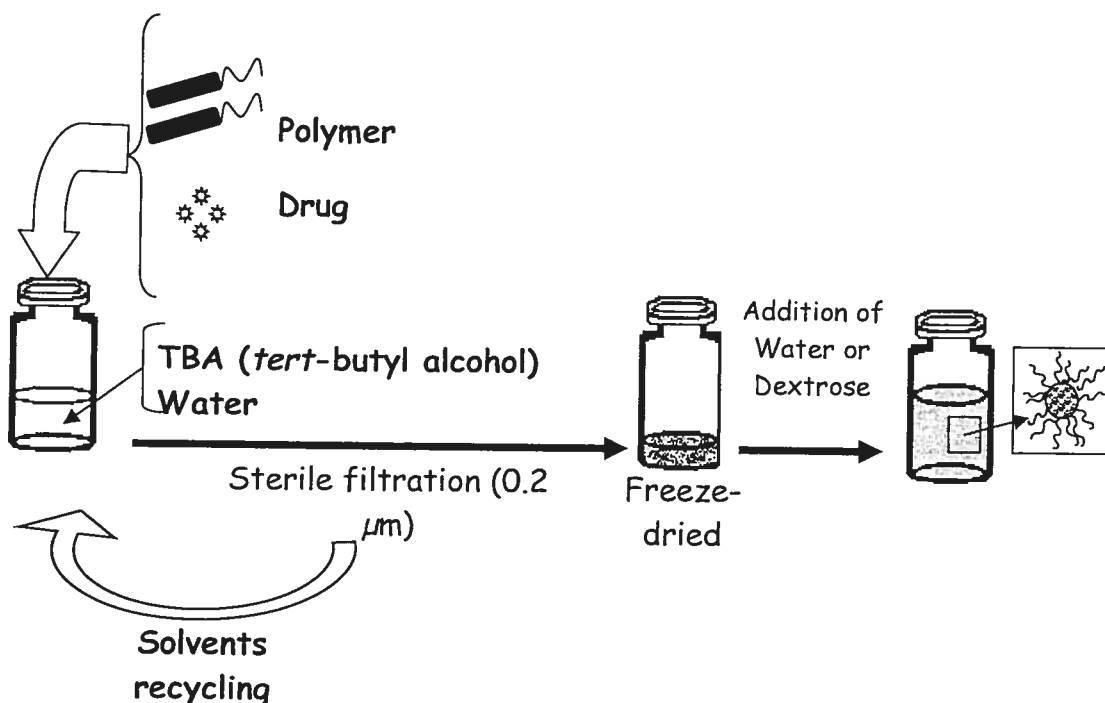 Polymer
Drug
TBA (tert-butyl alcohol)
Water
Sterile filtration (0.2
µm)
Solvents
recycling
Freeze-
dried
Addition of
Water or
Dextrose